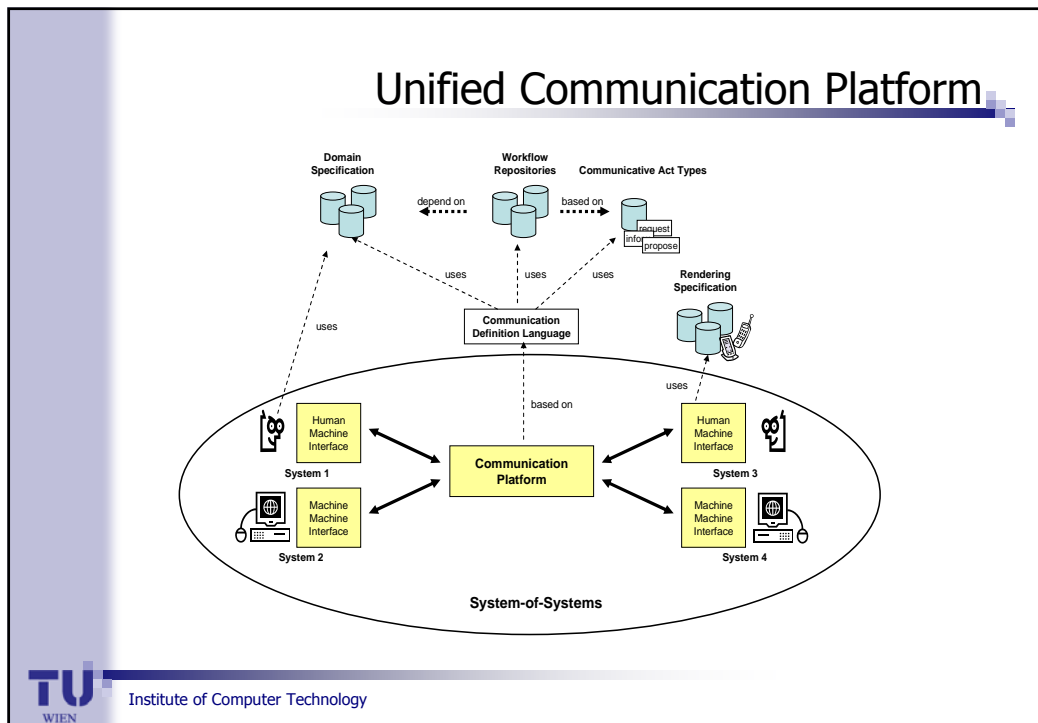 Unified Communication Platform
Domain
Specification
Workflow
Repositories
Communicative Act Types
depend on
based on
request
infor
propose
uses
uses
uses
Rendering
Specification
uses
Communication
Definition Language
uses
based on
Human
Machine
Interface
System 1
Communication
Platform
Human
Machine
Interface
System 3
Machine
Machine
Interface
System 2
Machine
Machine
Interface
System 4
System-of-Systems
TU
WIEN
Institute of Computer Technology